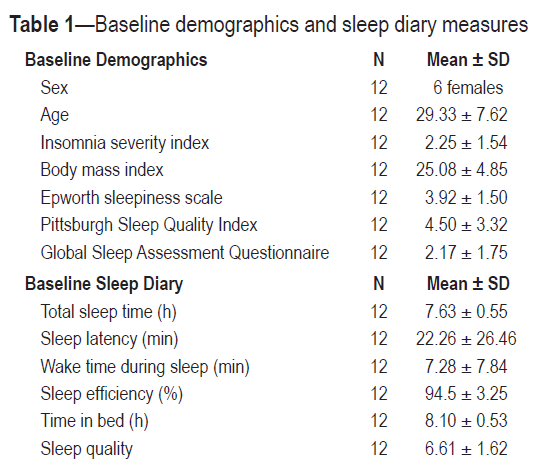 Table 1—Baseline demographics and sleep diary measures
Baseline Demographics N Mean ± SD
Sex 12 6 females
Age 12 29.33 ± 7.62
Insomnia severity index 12 2.25 ± 1.54
Body mass index 12 25.08 ± 4.85
Epworth sleepiness scale 12 3.92 ± 1.50
Pittsburgh Sleep Quality Index 12 4.50 ± 3.32
Global Sleep Assessment Questionnaire 12 2.17 ± 1.75
Baseline Sleep Diary N Mean ± SD
Total sleep time (h) 12 7.63 ± 0.55
Sleep latency (min) 12 22.26 ± 26.46
Wake time during sleep (min) 12 7.28 ± 7.84
Sleep efficiency (%) 12 94.5 ± 3.25
Time in bed (h) 12 8.10 ± 0.53
Sleep quality 12 6.61 ± 1.62